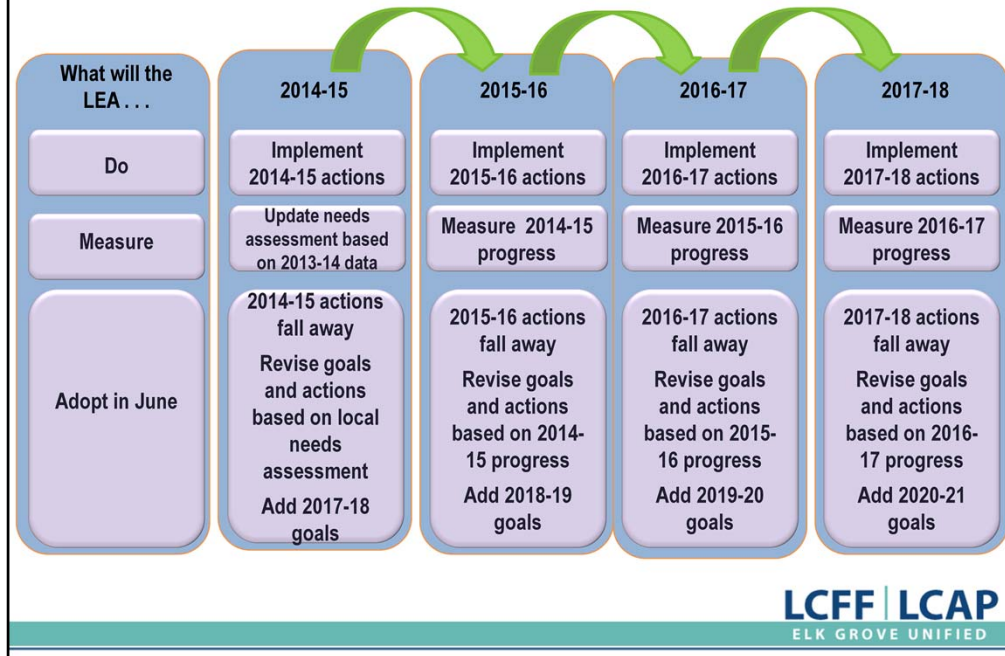 What will the
LEA . . .
2014-15
2015-16
2016-17
2017-18
Do
Implement
2014-15 actions
Implement
2015-16 actions
Implement
2016-17 actions
Implement
2017-18 actions
Measure
Update needs
assessment based
on 2013-14 data
Measure 2014-15
progress
Measure 2015-16
progress
Measure 2016-17
progress
Adopt in June
2014-15 actions
fall away
Revise goals
and actions
based on local
needs
assessment
Add 2017-18
goals
2015-16 actions
fall away
Revise goals
and actions
based on 2014-
15 progress
Add 2018-19
goals
2016-17 actions
fall away
Revise goals
and actions
based on 2015-
16 progress
Add 2019-20
goals
2017-18 actions
fall away
Revise goals
and actions
based on 2016-
17 progress
Add 2020-21
goals
LCFF | LCAP
ELK GROVE UNIFIED